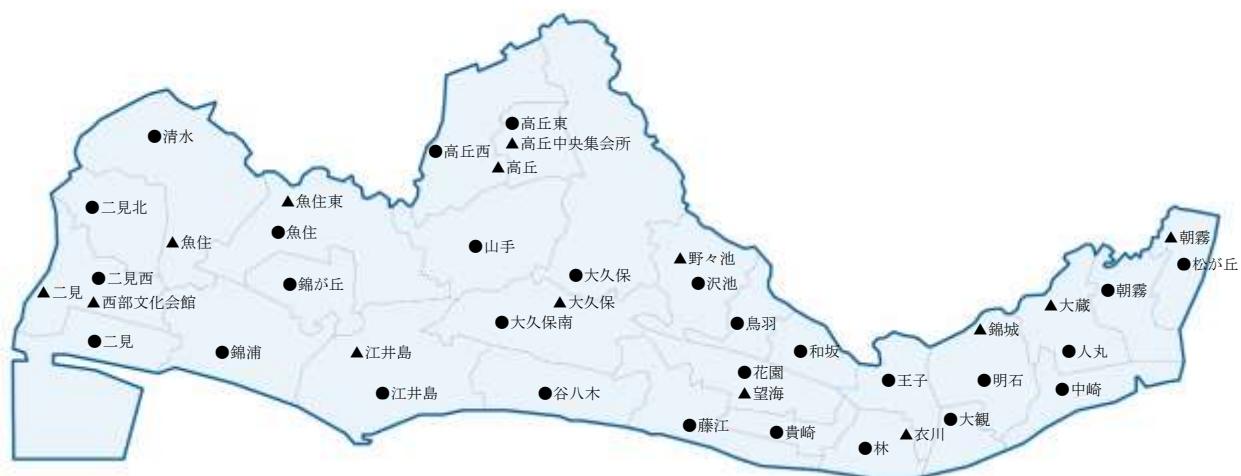 ●高丘東
●清水
▲高丘中央集会所
●高丘西
▲高丘
▲魚住東
●二見北
●魚住
▲朝霧
▲魚住
●山手
▲野々池
●松が丘
●大久保
●二見西
●沢池
●錦が丘
●朝霧
▲二見
▲西部文化会館
▲大久保
▲大蔵
●大久保南
●鳥羽
▲錦城
●二見
●錦浦
▲江井島
●和坂
●人丸
●花園
●王子
●明石
●中崎
●江井島
●谷八木
▲望海
●大観
●藤江
●貴崎
▲衣川
●林